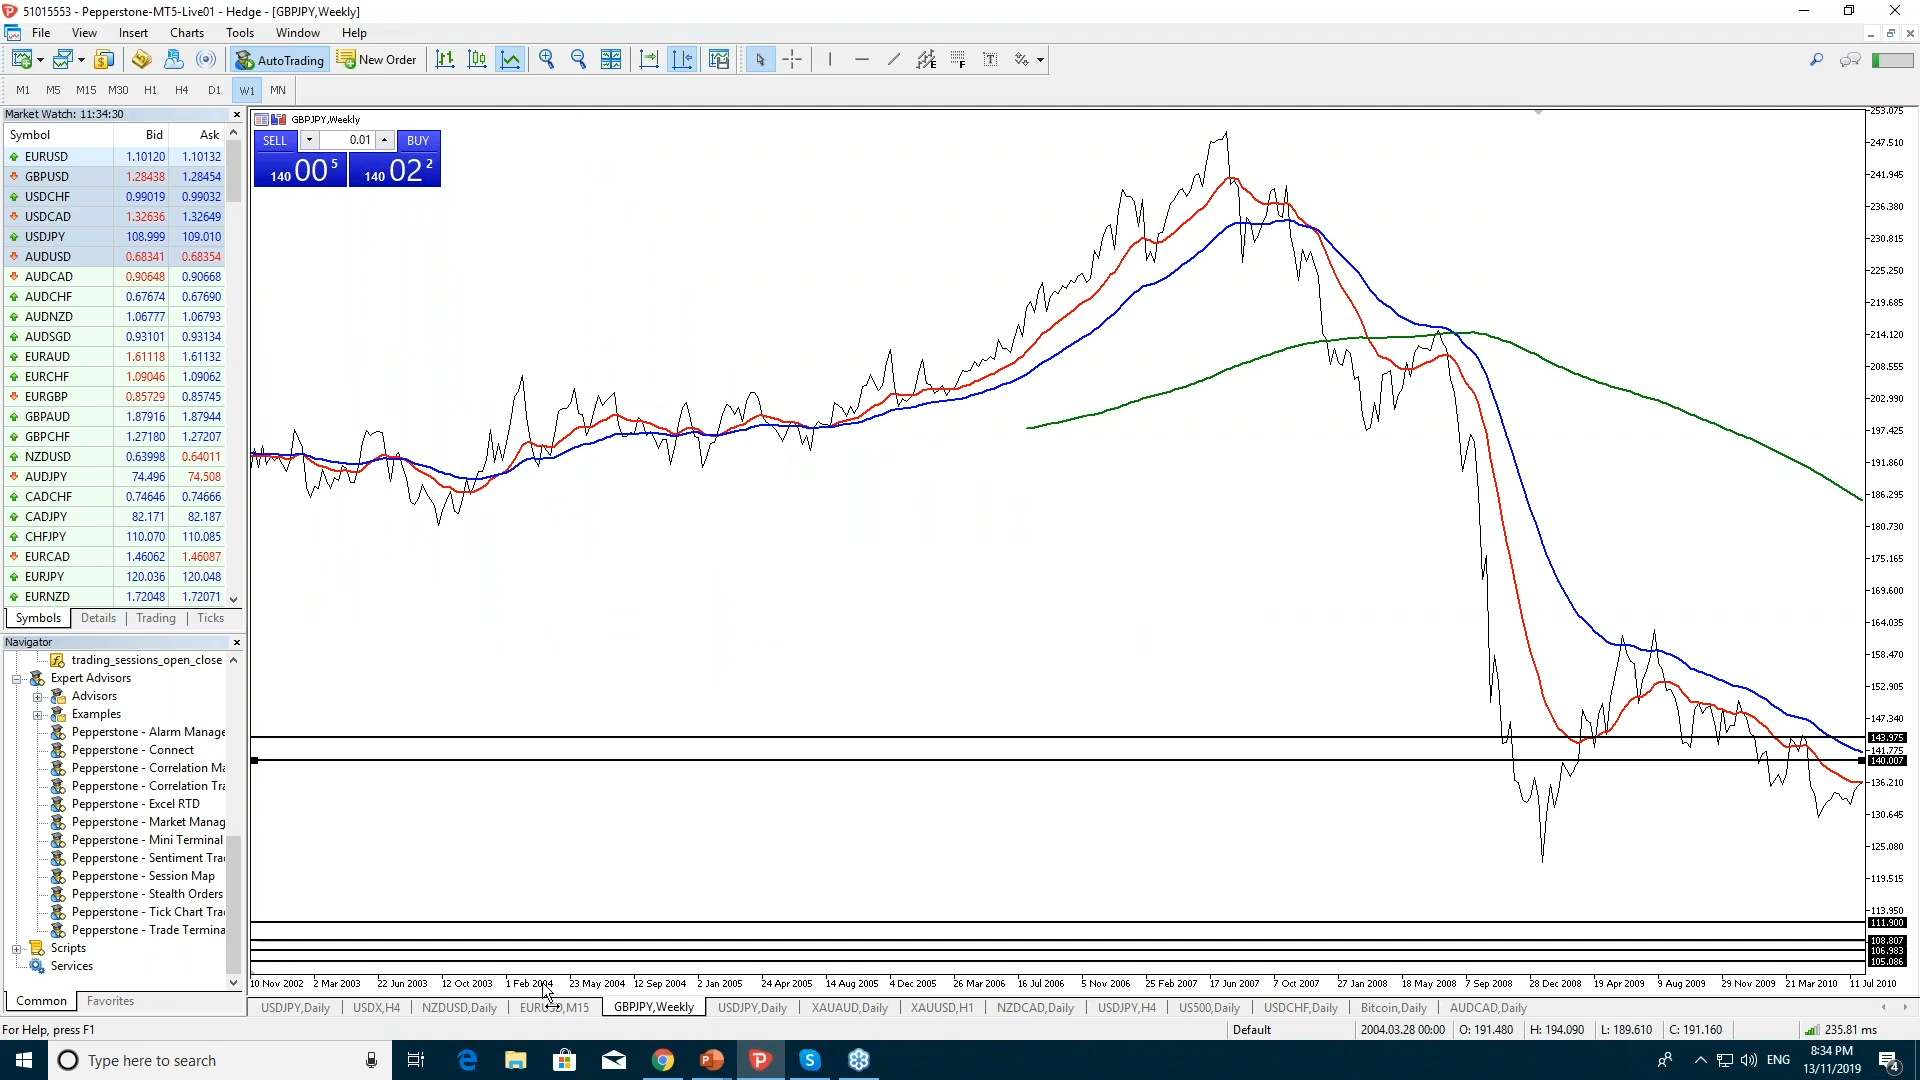 51015553 - Pepperstone-MT5-Live01 - Hedge - [GBPJPY,Weekly]
File View Insert Charts Tools Window Help
AutoTrading New Order
M1 M5 M15 M30 H1 H4 D1 W1 MN
Market Watch: 11:34:30
Symbol Bid Ask
EURUSD 1.10120 1.10132
GBPUSD 1.28438 1.28454
USDCHF 0.99019 0.99032
USDCAD 1.32636 1.32649
USDJPY 108.999 109.010
AUDUSD 0.68341 0.68354
AUDCAD 0.90648 0.90668
AUDCHF 0.67674 0.67690
AUDNZD 1.06777 1.06793
AUDSGD 0.93101 0.93134
EURAUD 1.61118 1.61132
EURCHF 1.09046 1.09062
EURGBP 0.85729 0.85745
GBPAUD 1.87916 1.87944
GBPCHF 1.27180 1.27207
NZDUSD 0.63998 0.64011
AUDJPY 74.496 74.508
CADCHF 0.74646 0.74666
CADJPY 82.171 82.187
CHFJPY 110.070 110.085
EURCAD 1.46062 1.46087
EURJPY 120.036 120.048
EURNZD 1.72048 1.72071
Symbols Details Trading Ticks
Navigator
trading_sessions_open_close
Expert Advisors
Advisors
Examples
Pepperstone - Alarm Manage
Pepperstone - Connect
Pepperstone - Correlation Ma
Pepperstone - Correlation Tra
Pepperstone - Excel RTD
Pepperstone - Market Manag
Pepperstone - Mini Terminal
Pepperstone - Sentiment Tra
Pepperstone - Session Map
Pepperstone - Stealth Orders
Pepperstone - Tick Chart Tra
Pepperstone - Trade Termina
Scripts
Services
Common Favorites
GBPJPY,Weekly
SELL 0.01 BUY
140 00 5 140 02 2
253.075
247.510
241.945
236.380
230.815
225.250
219.685
214.120
208.555
202.990
197.425
191.860
186.295
180.730
175.165
169.600
164.035
158.470
152.905
147.340
143.975
141.775
140.007
136.210
130.645
125.080
119.515
113.950
111.900
108.807
106.983
105.086
10 Nov 2002 2 Mar 2003 22 Jun 2003 12 Oct 2003 1 Feb 2004 23 May 2004 12 Sep 2004 2 Jan 2005 24 Apr 2005 14 Aug 2005 4 Dec 2005 26 Mar 2006 16 Jul 2006 5 Nov 2006 25 Feb 2007 17 Jun 2007 7 Oct 2007 27 Jan 2008 18 May 2008 7 Sep 2008 28 Dec 2008 19 Apr 2009 9 Aug 2009 29 Nov 2009 21 Mar 2010 11 Jul 2010
USDJPY,Daily USDX,H4 NZDUSD,Daily EURUSD,M15 GBPJPY,Weekly USDJPY,Daily XAUAUD,Daily XAUUSD,H1 NZDCAD,Daily USDJPY,H4 US500,Daily USDCHF,Daily Bitcoin,Daily AUDCAD,Daily
For Help, press F1 Default 2004.03.28 00:00 O: 191.480 H: 194.090 L: 189.610 C: 191.160 235.81 ms
Type here to search ENG 8:34 PM
13/11/2019 4